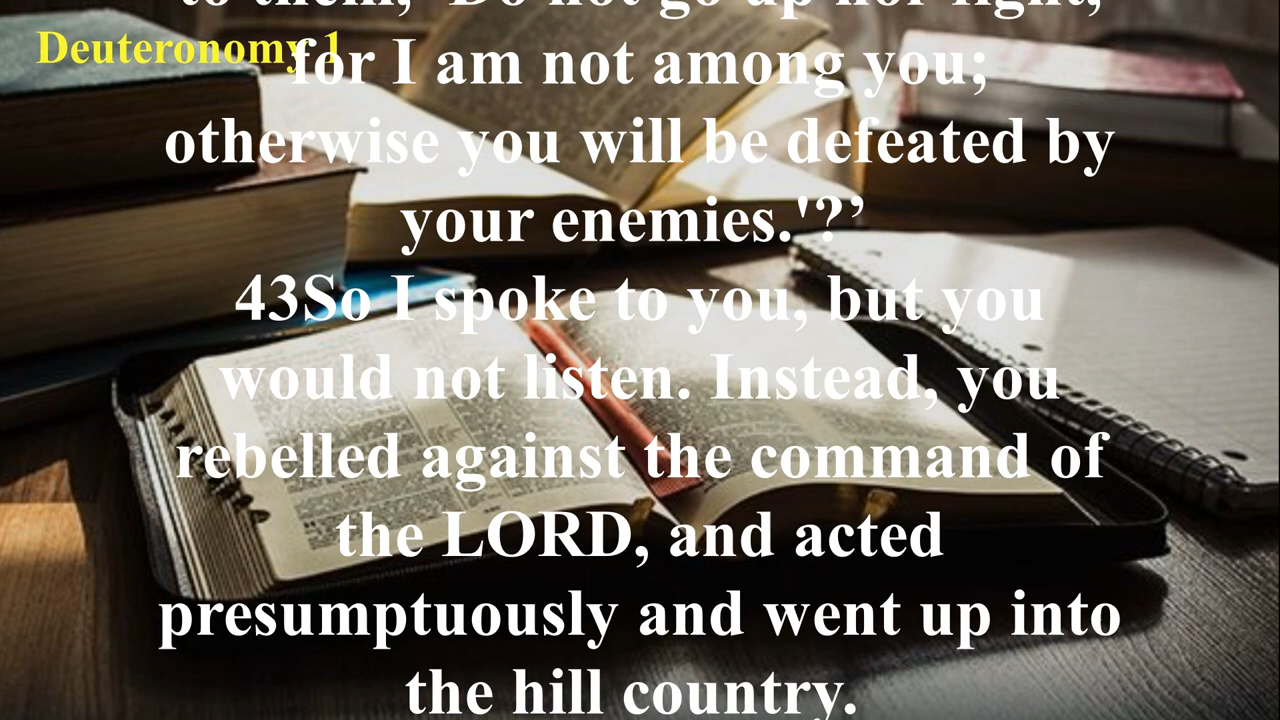 to them, 'Do not go up nor fight,
Deuteronomy 1
for I am not among you;
otherwise you will be defeated by
your enemies.'?’
43So I spoke to you, but you
would not listen. Instead, you
rebelled against the command of
the LORD, and acted
presumptuously and went up into
the hill country.